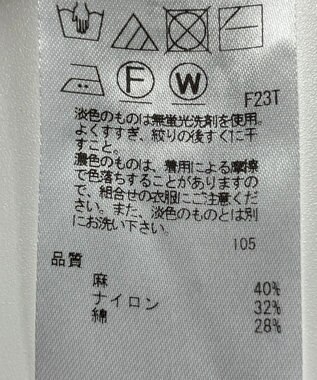 F W
F23T
淡色のものは無蛍光洗剤を使用。
よくすすぎ、絞りの後すぐに干
すこと。
濃色のものは、着用による摩擦
で色落ちすることがありますの
で、組合せの衣服にご注意くだ
さい。また、淡色のものとは別
にお洗い下さい。
105
品質
麻 40%
ナイロン 32%
綿 28%